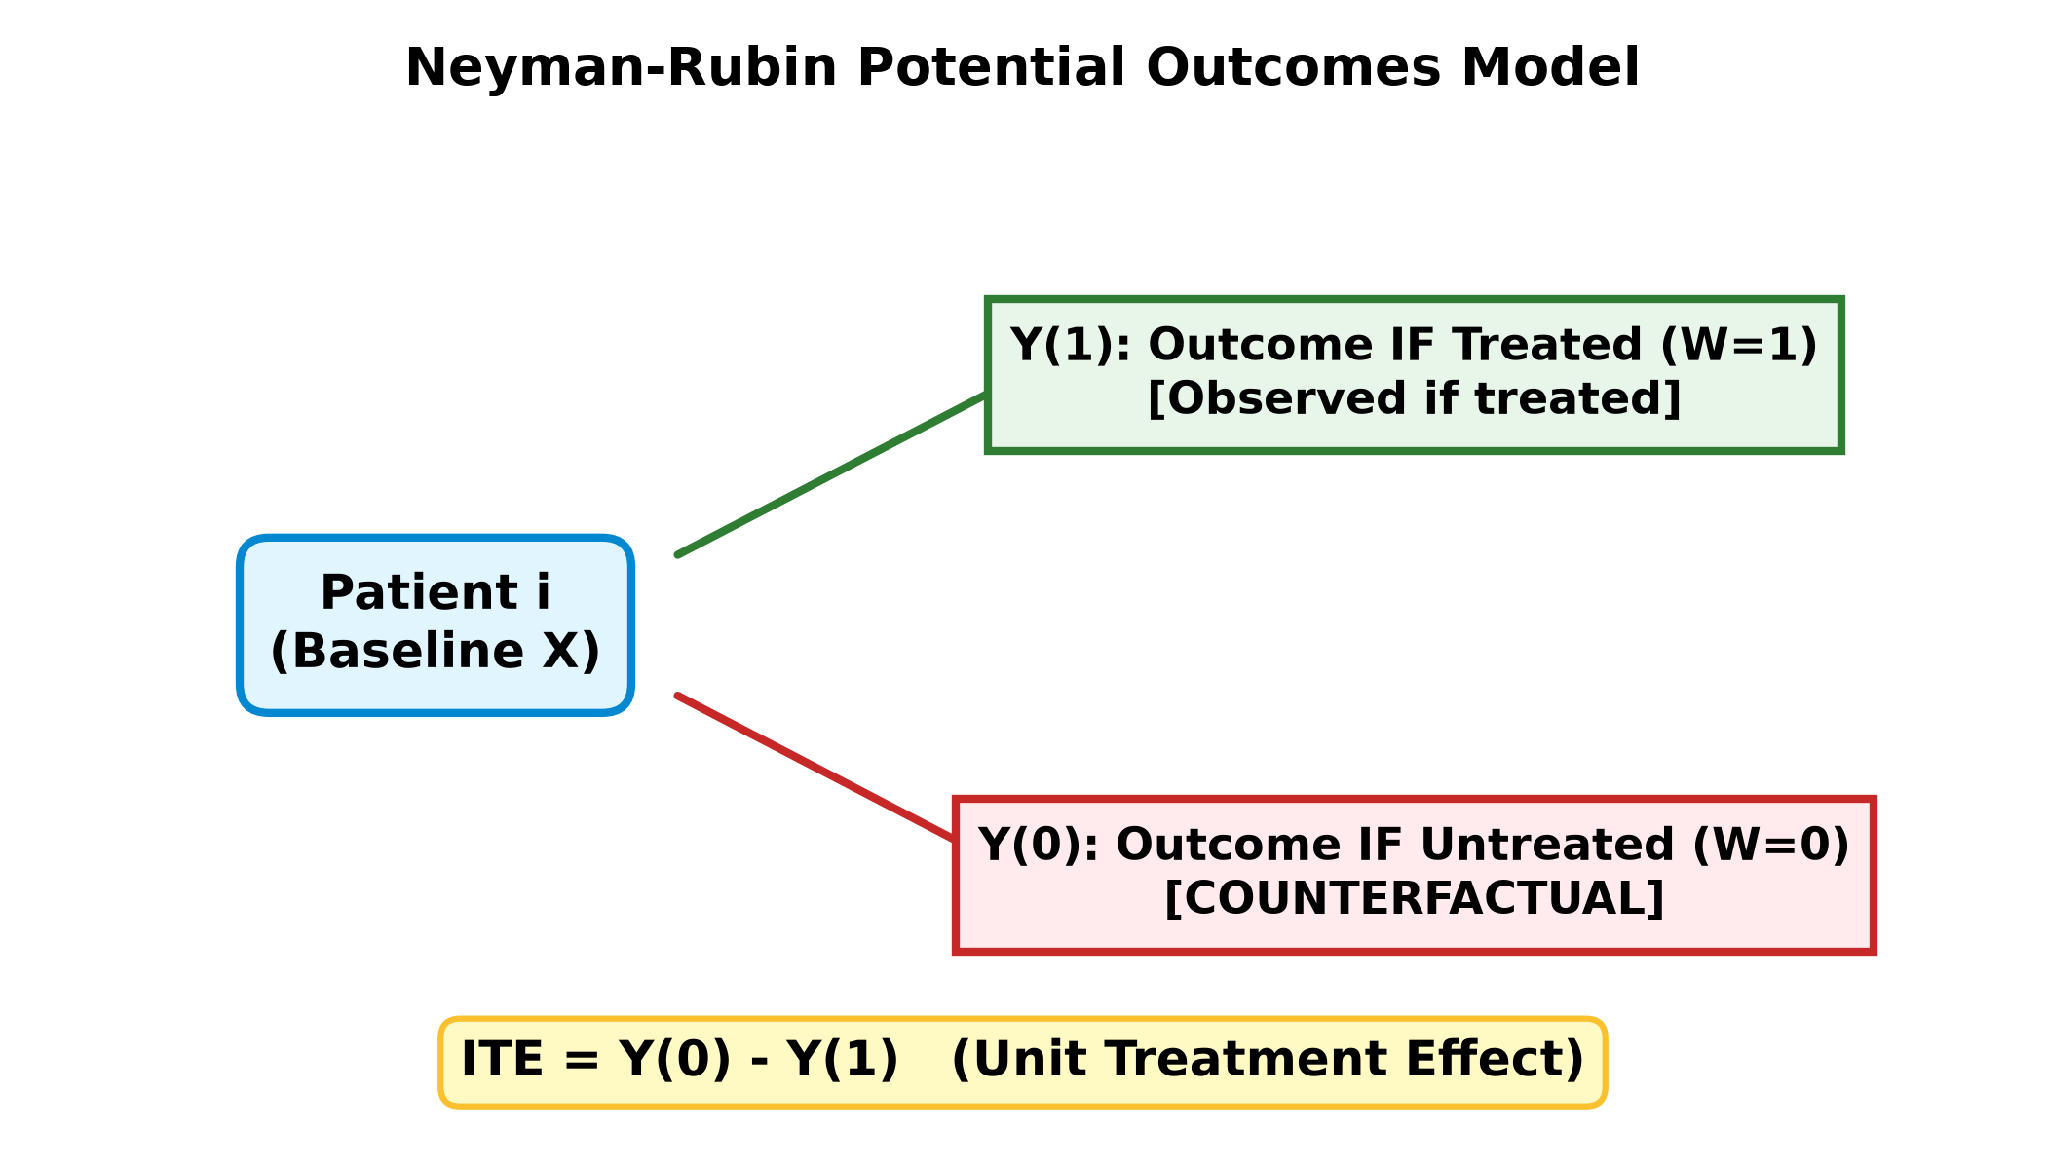 Neyman-Rubin Potential Outcomes Model
Y(1): Outcome IF Treated (W=1)
[Observed if treated]
Patient i
(Baseline X)
Y(0): Outcome IF Untreated (W=0)
[COUNTERFACTUAL]
ITE = Y(0) - Y(1)   (Unit Treatment Effect)